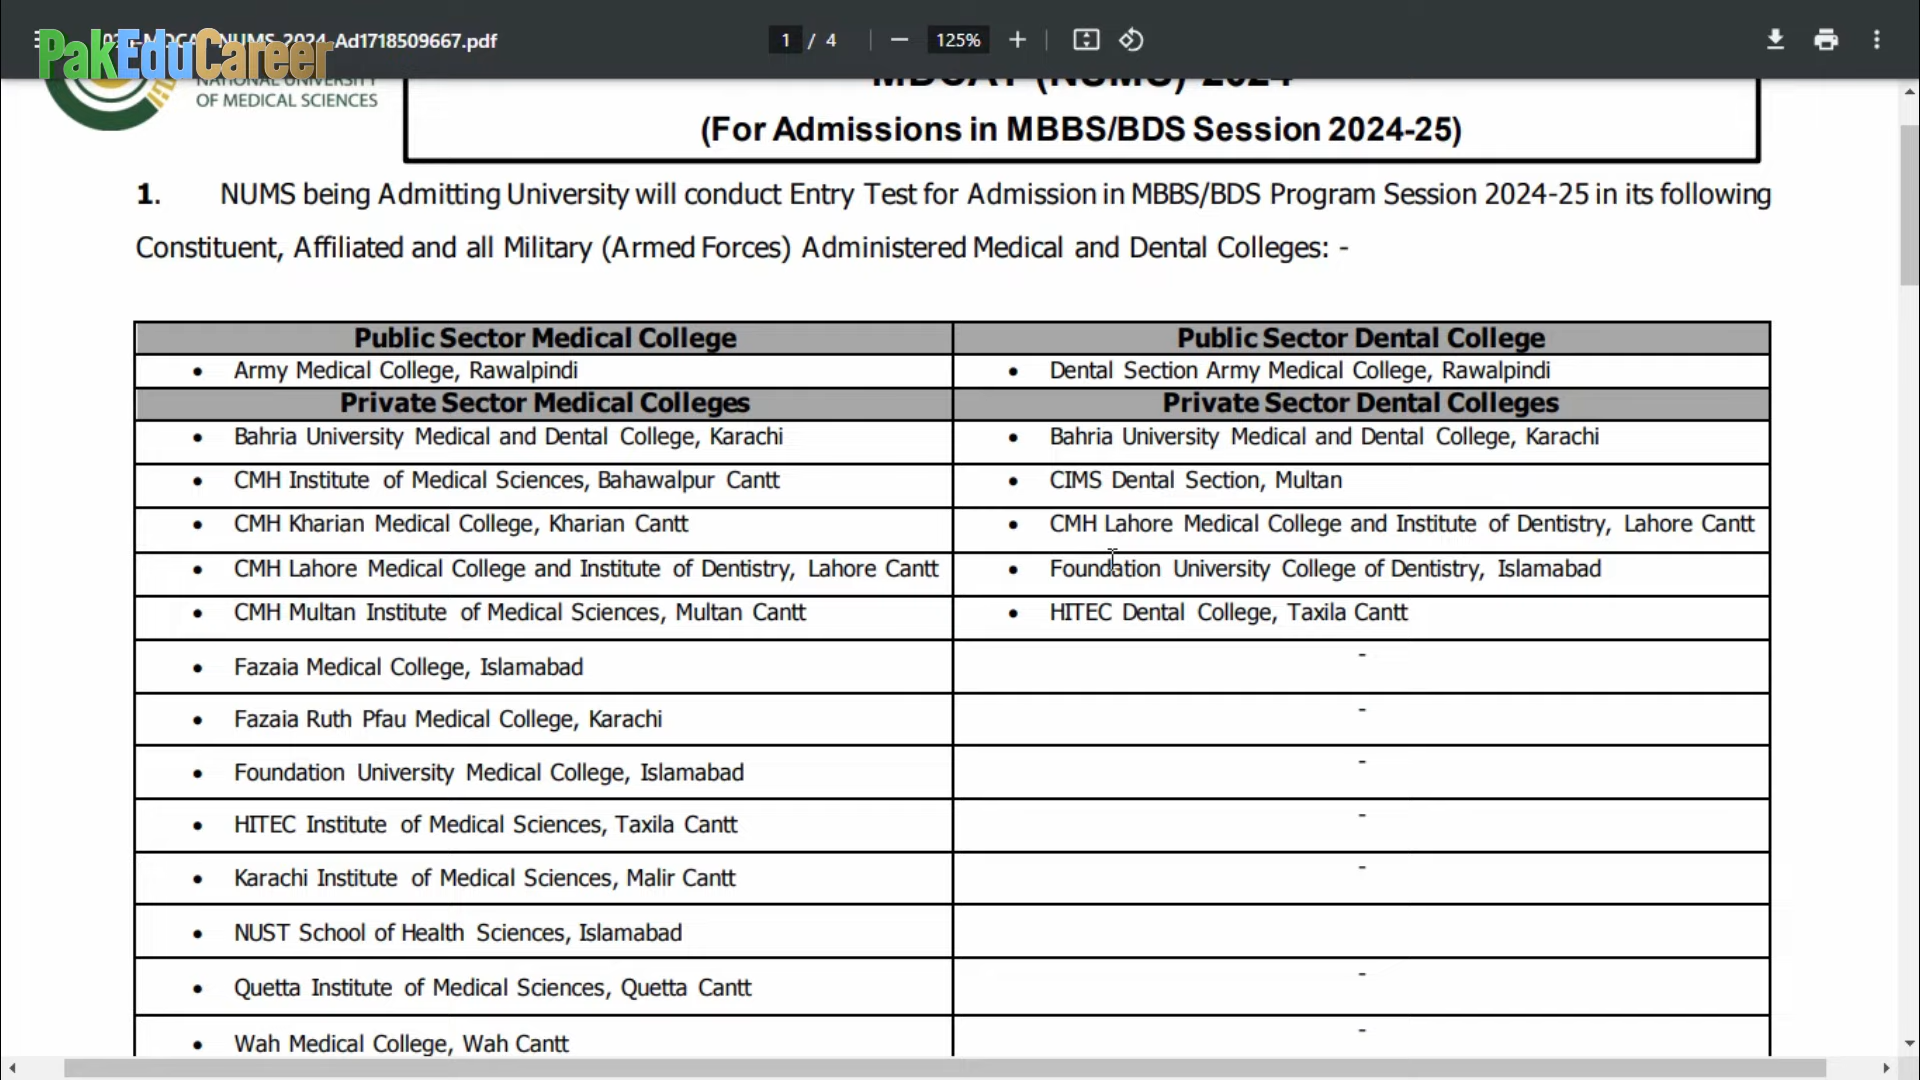 PakEduCareer
Ad1718509667.pdf
1 / 4
125%
NATIONAL UNIVERSITY
OF MEDICAL SCIENCES
MDCAT (NUMS) 2024
(For Admissions in MBBS/BDS Session 2024-25)
1. NUMS being Admitting University will conduct Entry Test for Admission in MBBS/BDS Program Session 2024-25 in its following
Constituent, Affiliated and all Military (Armed Forces) Administered Medical and Dental Colleges: -
Public Sector Medical College Public Sector Dental College
• Army Medical College, Rawalpindi • Dental Section Army Medical College, Rawalpindi
Private Sector Medical Colleges Private Sector Dental Colleges
• Bahria University Medical and Dental College, Karachi • Bahria University Medical and Dental College, Karachi
• CMH Institute of Medical Sciences, Bahawalpur Cantt • CIMS Dental Section, Multan
• CMH Kharian Medical College, Kharian Cantt • CMH Lahore Medical College and Institute of Dentistry, Lahore Cantt
• CMH Lahore Medical College and Institute of Dentistry, Lahore Cantt • Foundation University College of Dentistry, Islamabad
• CMH Multan Institute of Medical Sciences, Multan Cantt • HITEC Dental College, Taxila Cantt
• Fazaia Medical College, Islamabad -
• Fazaia Ruth Pfau Medical College, Karachi -
• Foundation University Medical College, Islamabad -
• HITEC Institute of Medical Sciences, Taxila Cantt -
• Karachi Institute of Medical Sciences, Malir Cantt -
• NUST School of Health Sciences, Islamabad
• Quetta Institute of Medical Sciences, Quetta Cantt -
• Wah Medical College, Wah Cantt -